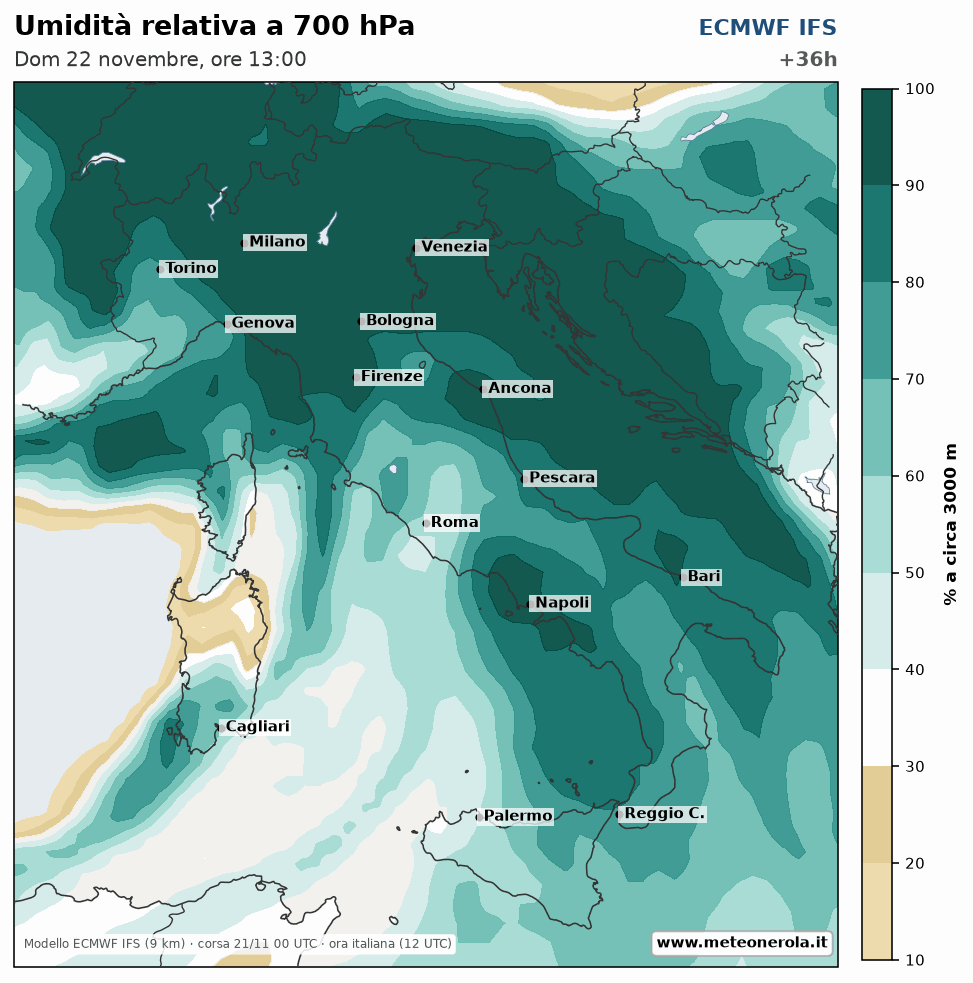 Umidità relativa a 700 hPa
ECMWF IFS
Dom 22 novembre, ore 13:00
+36h
Milano
Venezia
Torino
Genova
Bologna
Firenze
Ancona
Pescara
Roma
Bari
Napoli
Cagliari
Palermo
Reggio C.
Modello ECMWF IFS (9 km) · corsa 21/11 00 UTC · ora italiana (12 UTC)
www.meteonerola.it
100
90
80
70
60
50
40
30
20
10
% a circa 3000 m